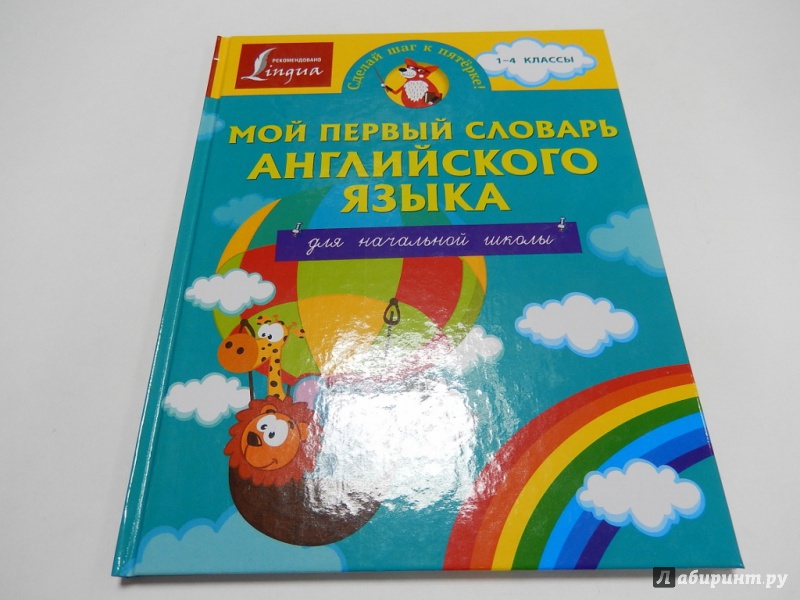 РЕКОМЕНДОВАНО
Lingua
Сделай шаг к пятёрке!
1–4 КЛАССЫ
МОЙ ПЕРВЫЙ СЛОВАРЬ
АНГЛИЙСКОГО
ЯЗЫКА
для начальной школы
Лабиринт.ру